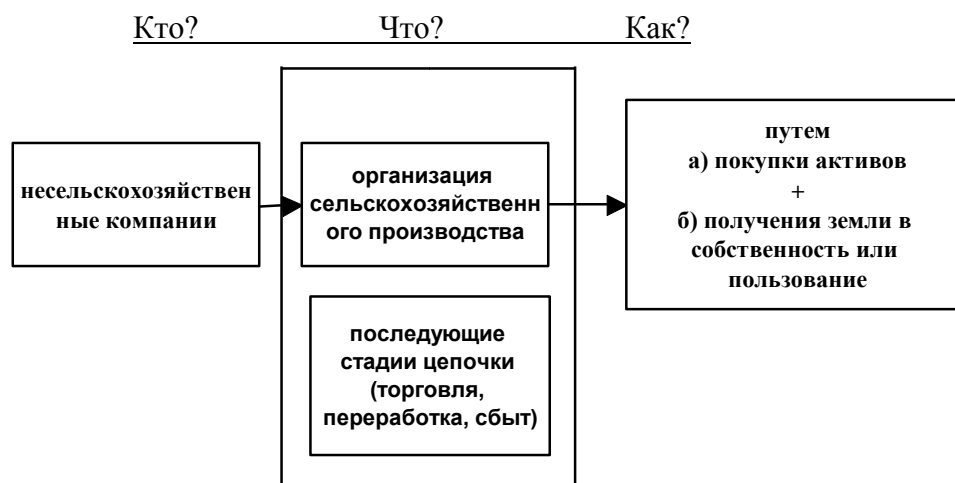 Кто? Что? Как?
несельскохозяйствен
ные компании
организация
сельскохозяйственн
ого производства
последующие
стадии цепочки
(торговля,
переработка, сбыт)
путем
а) покупки активов
+
б) получения земли в
собственность или
пользование